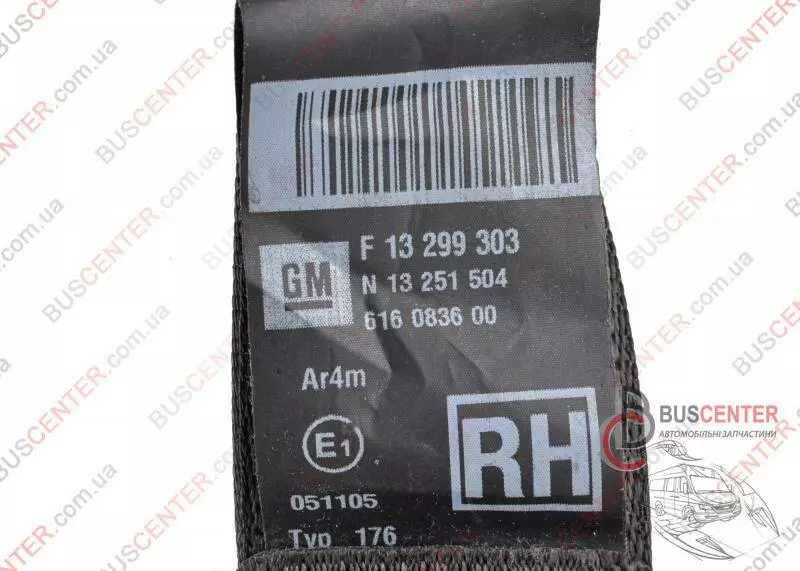 F 13 299 303
GM
N 13 251 504
616 0836 00
Ar4m
E1
RH
051105
Typ 176
BUSCENTER
АВТОМОБІЛЬНІ ЗАПЧАСТИНИ
BUSCENTER.com.ua